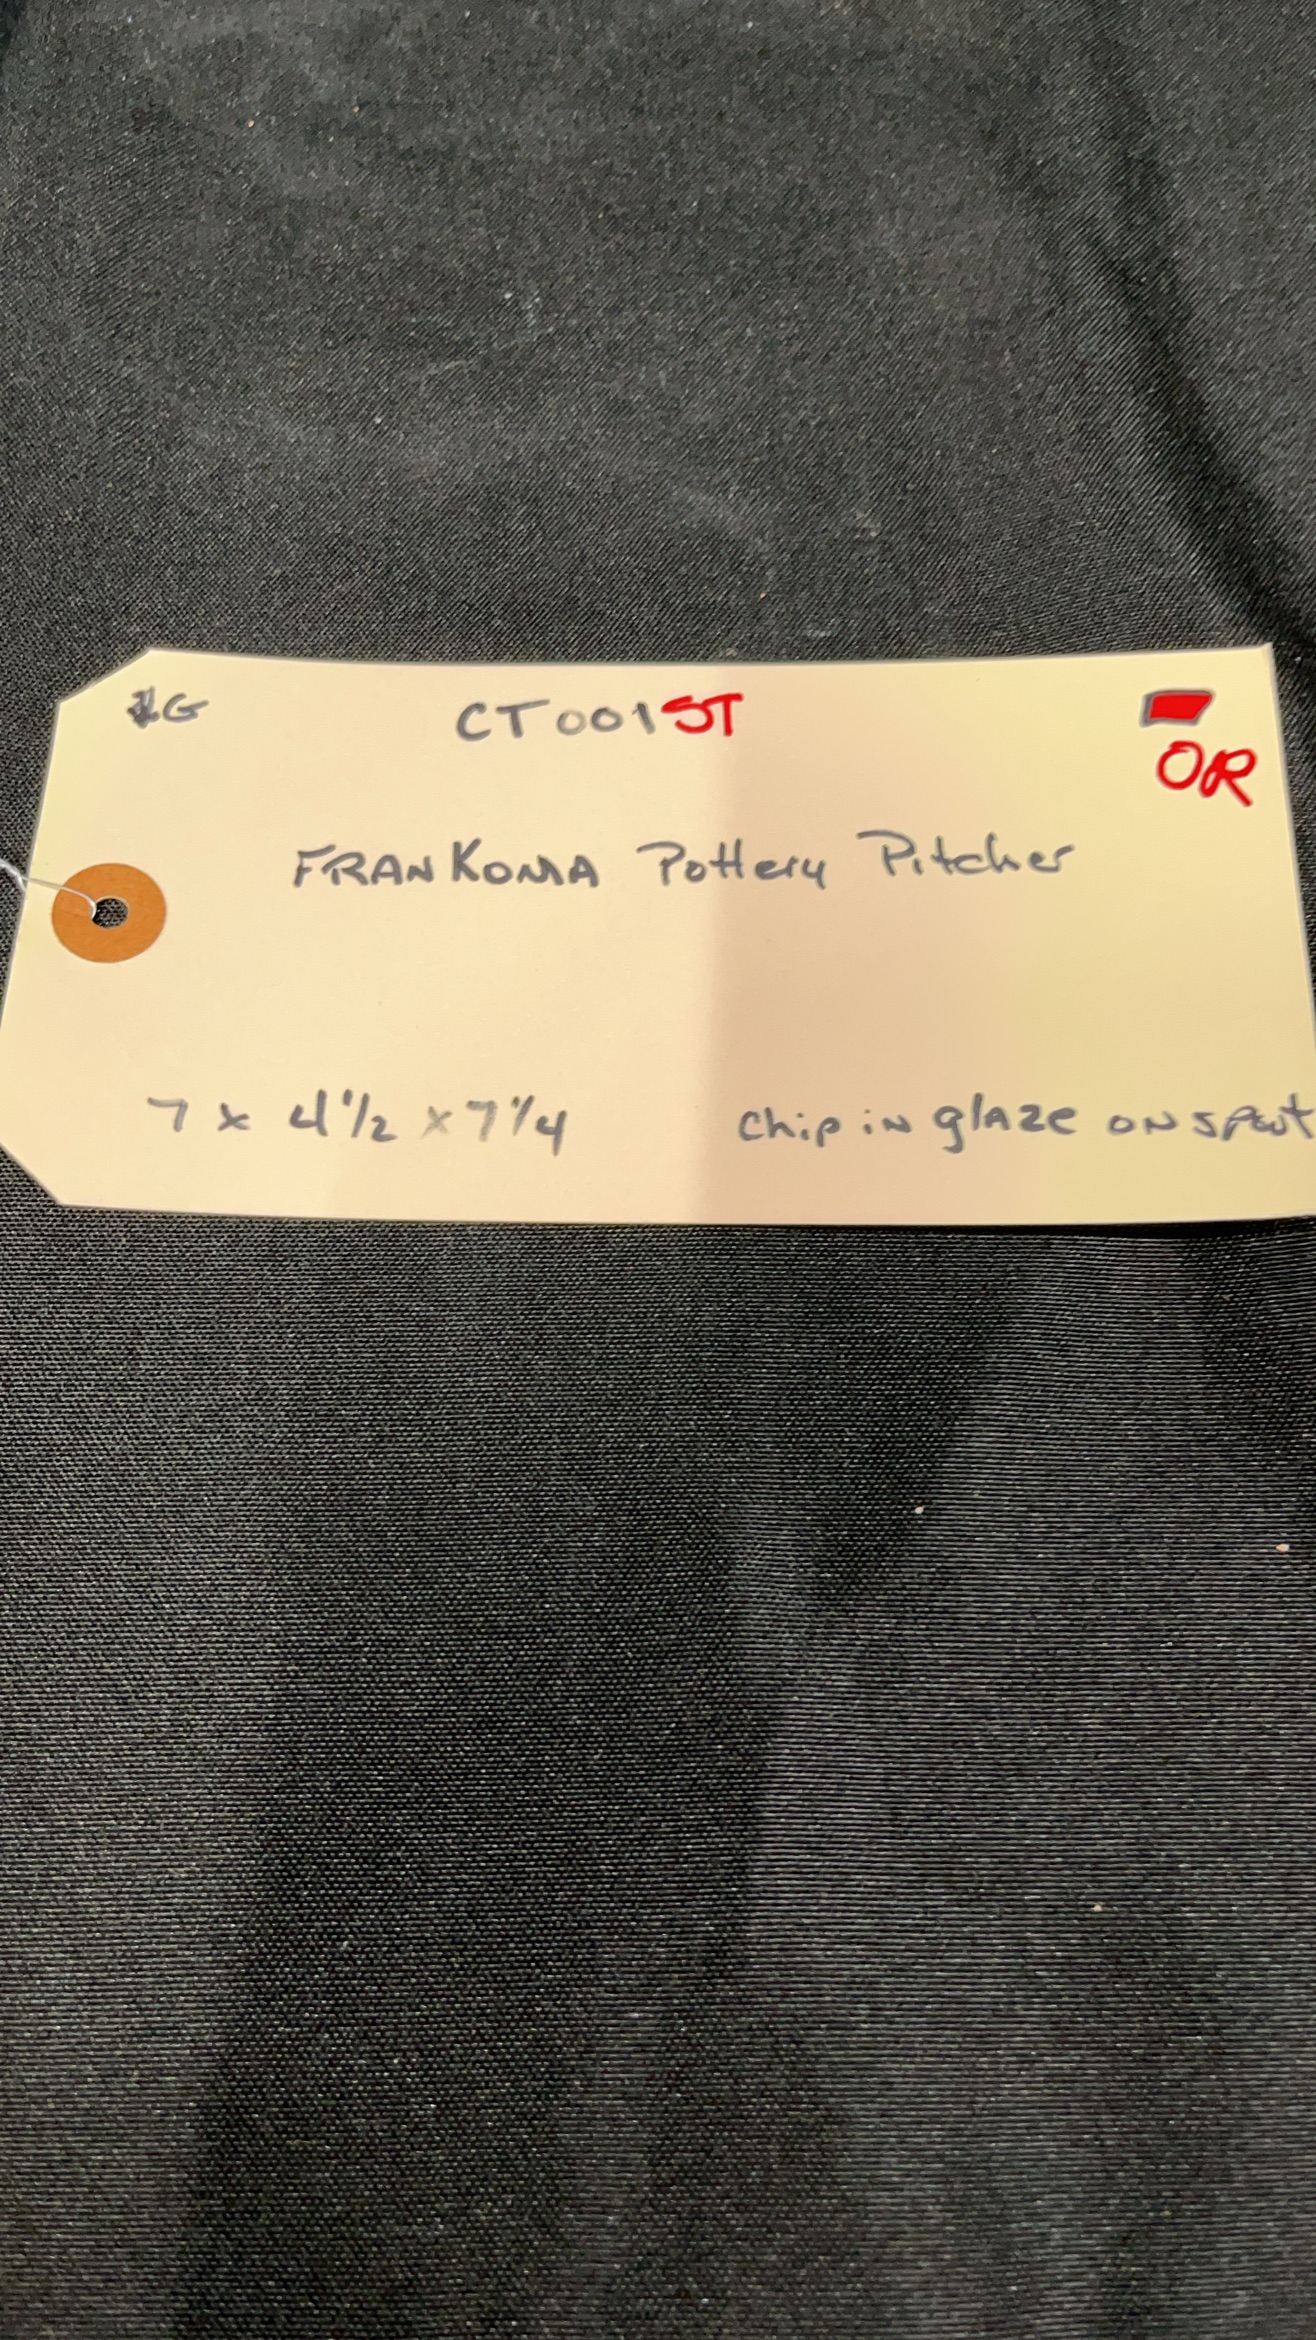 G CT001ST
OR
FRANKOMA Pottery Pitcher
7 x 4 1/2 x 7 1/4 chip in glaze on spout